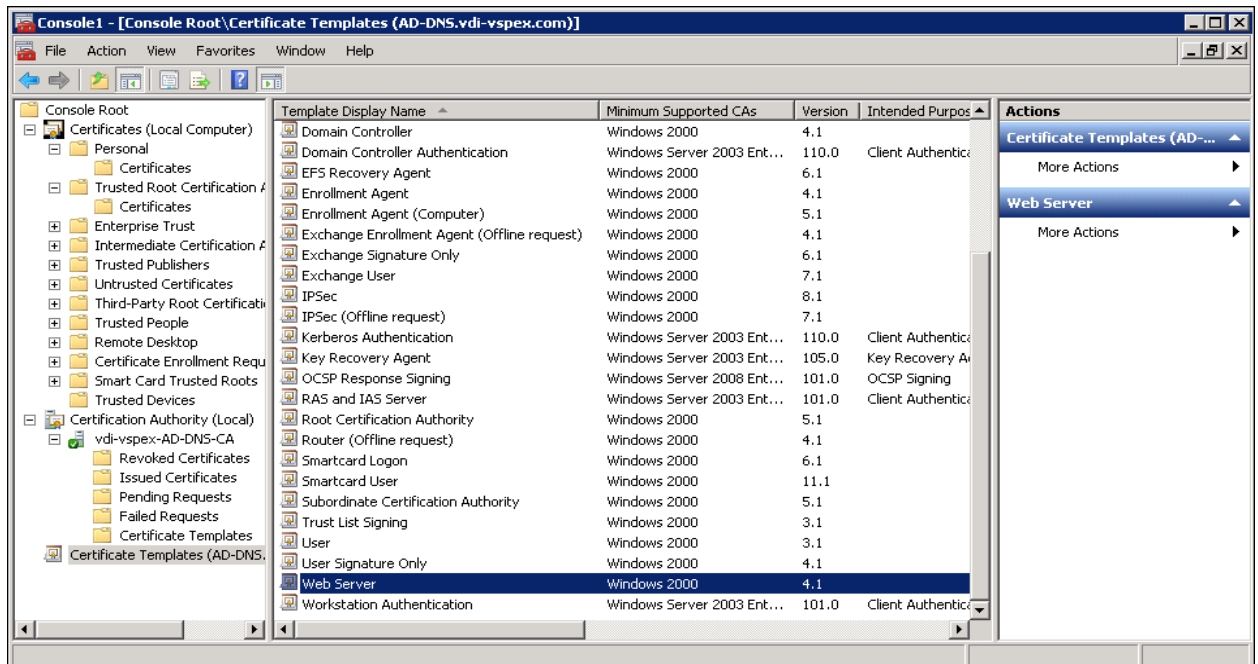 Console1 - [Console Root\Certificate Templates (AD-DNS.vdi-vspex.com)]
File Action View Favorites Window Help
Console Root
Certificates (Local Computer)
Personal
Certificates
Trusted Root Certification A
Certificates
Enterprise Trust
Intermediate Certification A
Trusted Publishers
Untrusted Certificates
Third-Party Root Certificatio
Trusted People
Remote Desktop
Certificate Enrollment Requ
Smart Card Trusted Roots
Trusted Devices
Certification Authority (Local)
vdi-vspex-AD-DNS-CA
Revoked Certificates
Issued Certificates
Pending Requests
Failed Requests
Certificate Templates
Certificate Templates (AD-DNS.
Template Display Name Minimum Supported CAs Version Intended Purpos
Domain Controller Windows 2000 4.1
Domain Controller Authentication Windows Server 2003 Ent... 110.0 Client Authentica
EFS Recovery Agent Windows 2000 6.1
Enrollment Agent Windows 2000 4.1
Enrollment Agent (Computer) Windows 2000 5.1
Exchange Enrollment Agent (Offline request) Windows 2000 4.1
Exchange Signature Only Windows 2000 6.1
Exchange User Windows 2000 7.1
IPSec Windows 2000 8.1
IPSec (Offline request) Windows 2000 7.1
Kerberos Authentication Windows Server 2003 Ent... 110.0 Client Authentica
Key Recovery Agent Windows Server 2003 Ent... 105.0 Key Recovery A
OCSP Response Signing Windows Server 2008 Ent... 101.0 OCSP Signing
RAS and IAS Server Windows Server 2003 Ent... 101.0 Client Authentica
Root Certification Authority Windows 2000 5.1
Router (Offline request) Windows 2000 4.1
Smartcard Logon Windows 2000 6.1
Smartcard User Windows 2000 11.1
Subordinate Certification Authority Windows 2000 5.1
Trust List Signing Windows 2000 3.1
User Windows 2000 3.1
User Signature Only Windows 2000 4.1
Web Server Windows 2000 4.1
Workstation Authentication Windows Server 2003 Ent... 101.0 Client Authentica
Actions
Certificate Templates (AD-...
More Actions
Web Server
More Actions